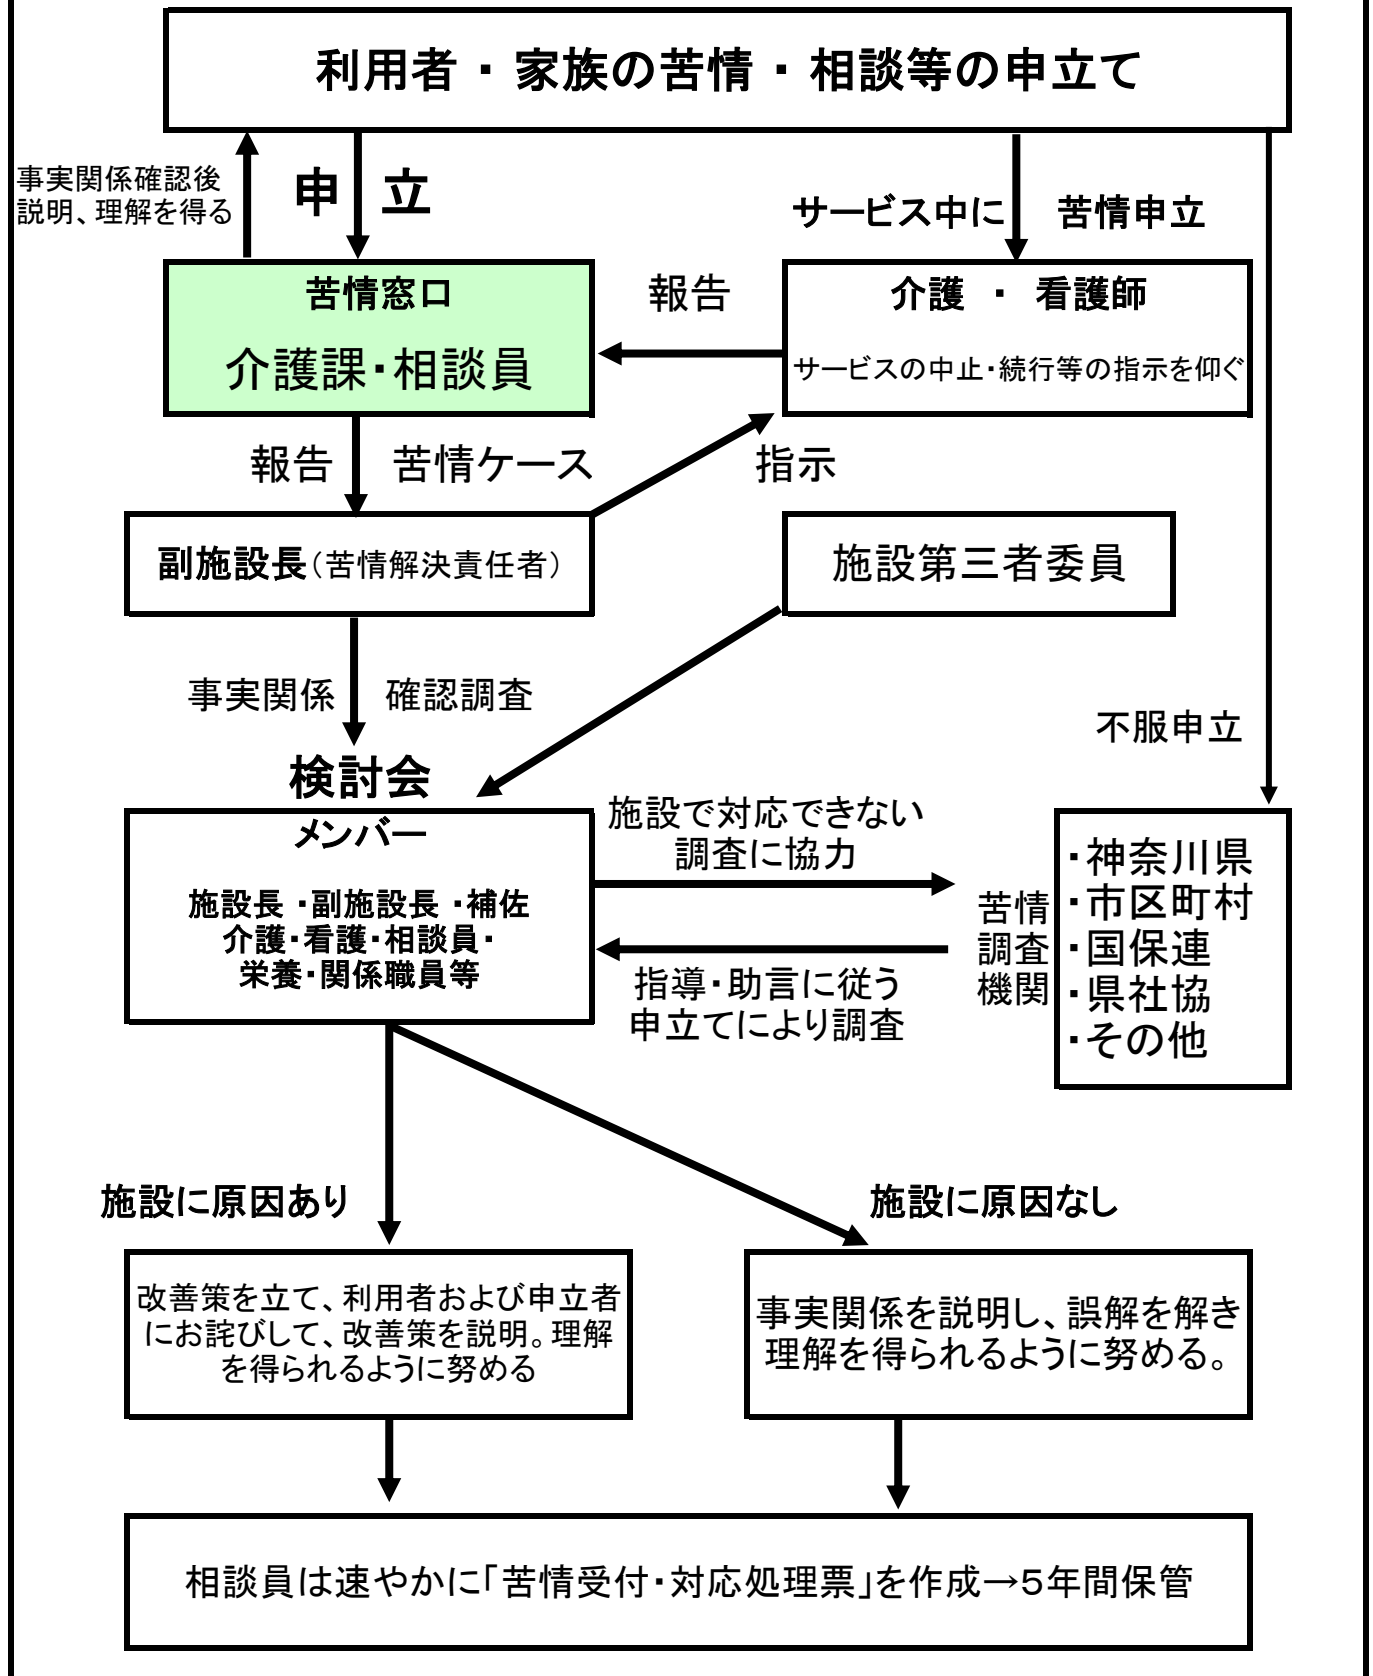 利用者・家族の苦情・相談等の申立て
事実関係確認後
説明、理解を得る
申 立
サービス中に 苦情申立
苦情窓口
介護課・相談員
報告
介護 ・ 看護師
サービスの中止・続行等の指示を仰ぐ
報告 苦情ケース
指示
副施設長（苦情解決責任者）
施設第三者委員
事実関係 確認調査
不服申立
検討会
メンバー
施設長 ・副施設長 ・補佐
介護・看護・相談員・
栄養・関係職員等
施設で対応できない
調査に協力
指導・助言に従う
申立てにより調査
苦情
調査
機関
・神奈川県
・市区町村
・国保連
・県社協
・その他
施設に原因あり
施設に原因なし
改善策を立て、利用者および申立者
にお詫びして、改善策を説明。理解
を得られるように努める
事実関係を説明し、誤解を解き
理解を得られるように努める。
相談員は速やかに「苦情受付・対応処理票」を作成→５年間保管